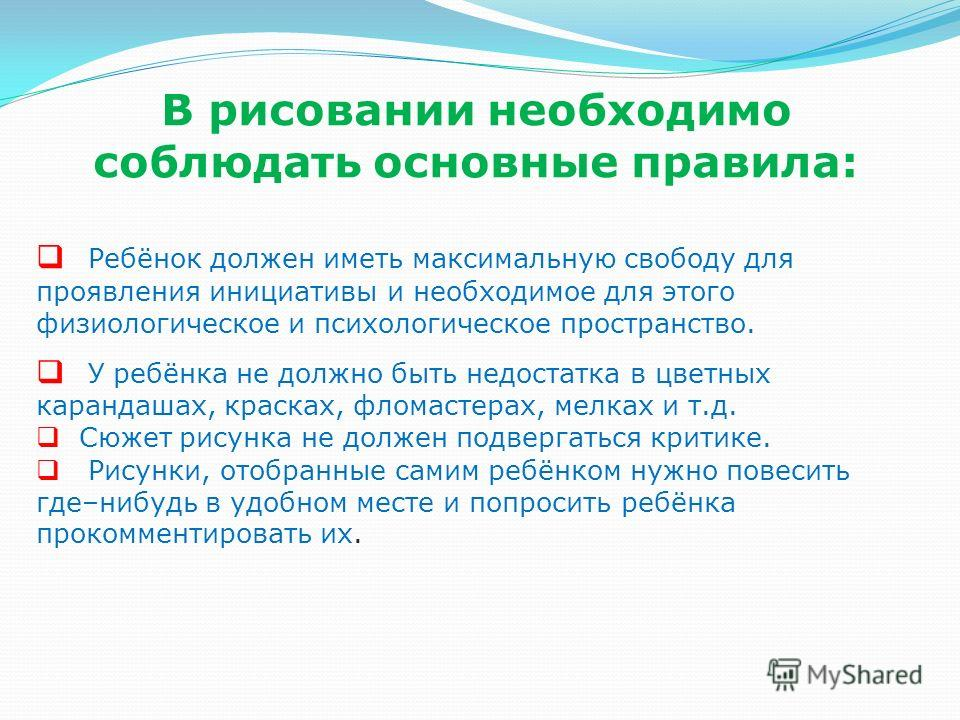 В рисовании необходимо
соблюдать основные правила:
Ребёнок должен иметь максимальную свободу для
проявления инициативы и необходимое для этого
физиологическое и психологическое пространство.
У ребёнка не должно быть недостатка в цветных
карандашах, красках, фломастерах, мелках и т.д.
Сюжет рисунка не должен подвергаться критике.
Рисунки, отобранные самим ребёнком нужно повесить
где–нибудь в удобном месте и попросить ребёнка
прокомментировать их.
MyShared